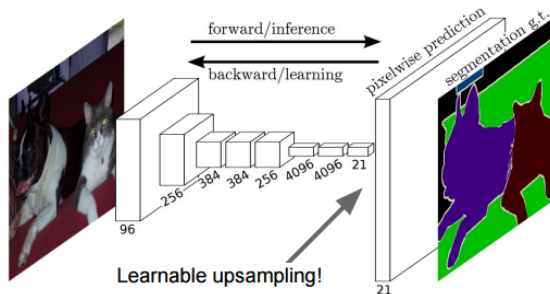 forward/inference
backward/learning
pixelwise prediction
segmentation g.t.
96
256
384
384
256
4096
4096
21
21
Learnable upsampling!